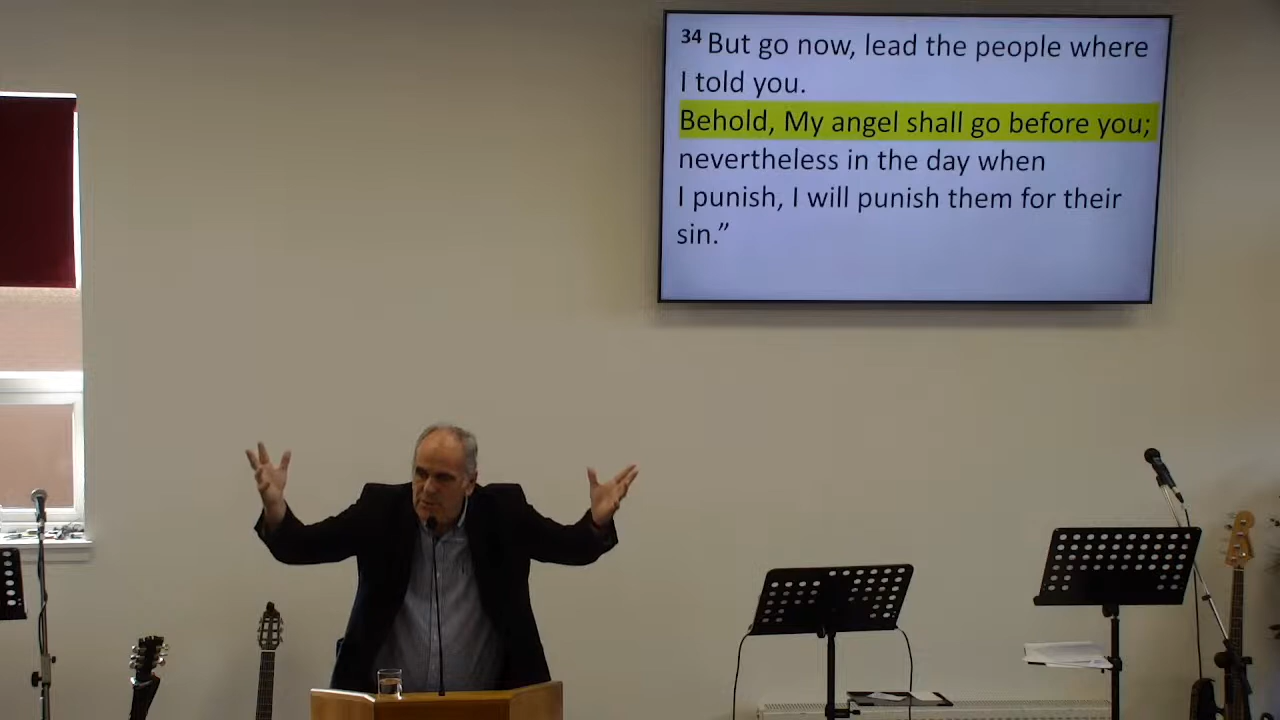 34 But go now, lead the people where
I told you.
Behold, My angel shall go before you;
nevertheless in the day when
I punish, I will punish them for their
sin.”